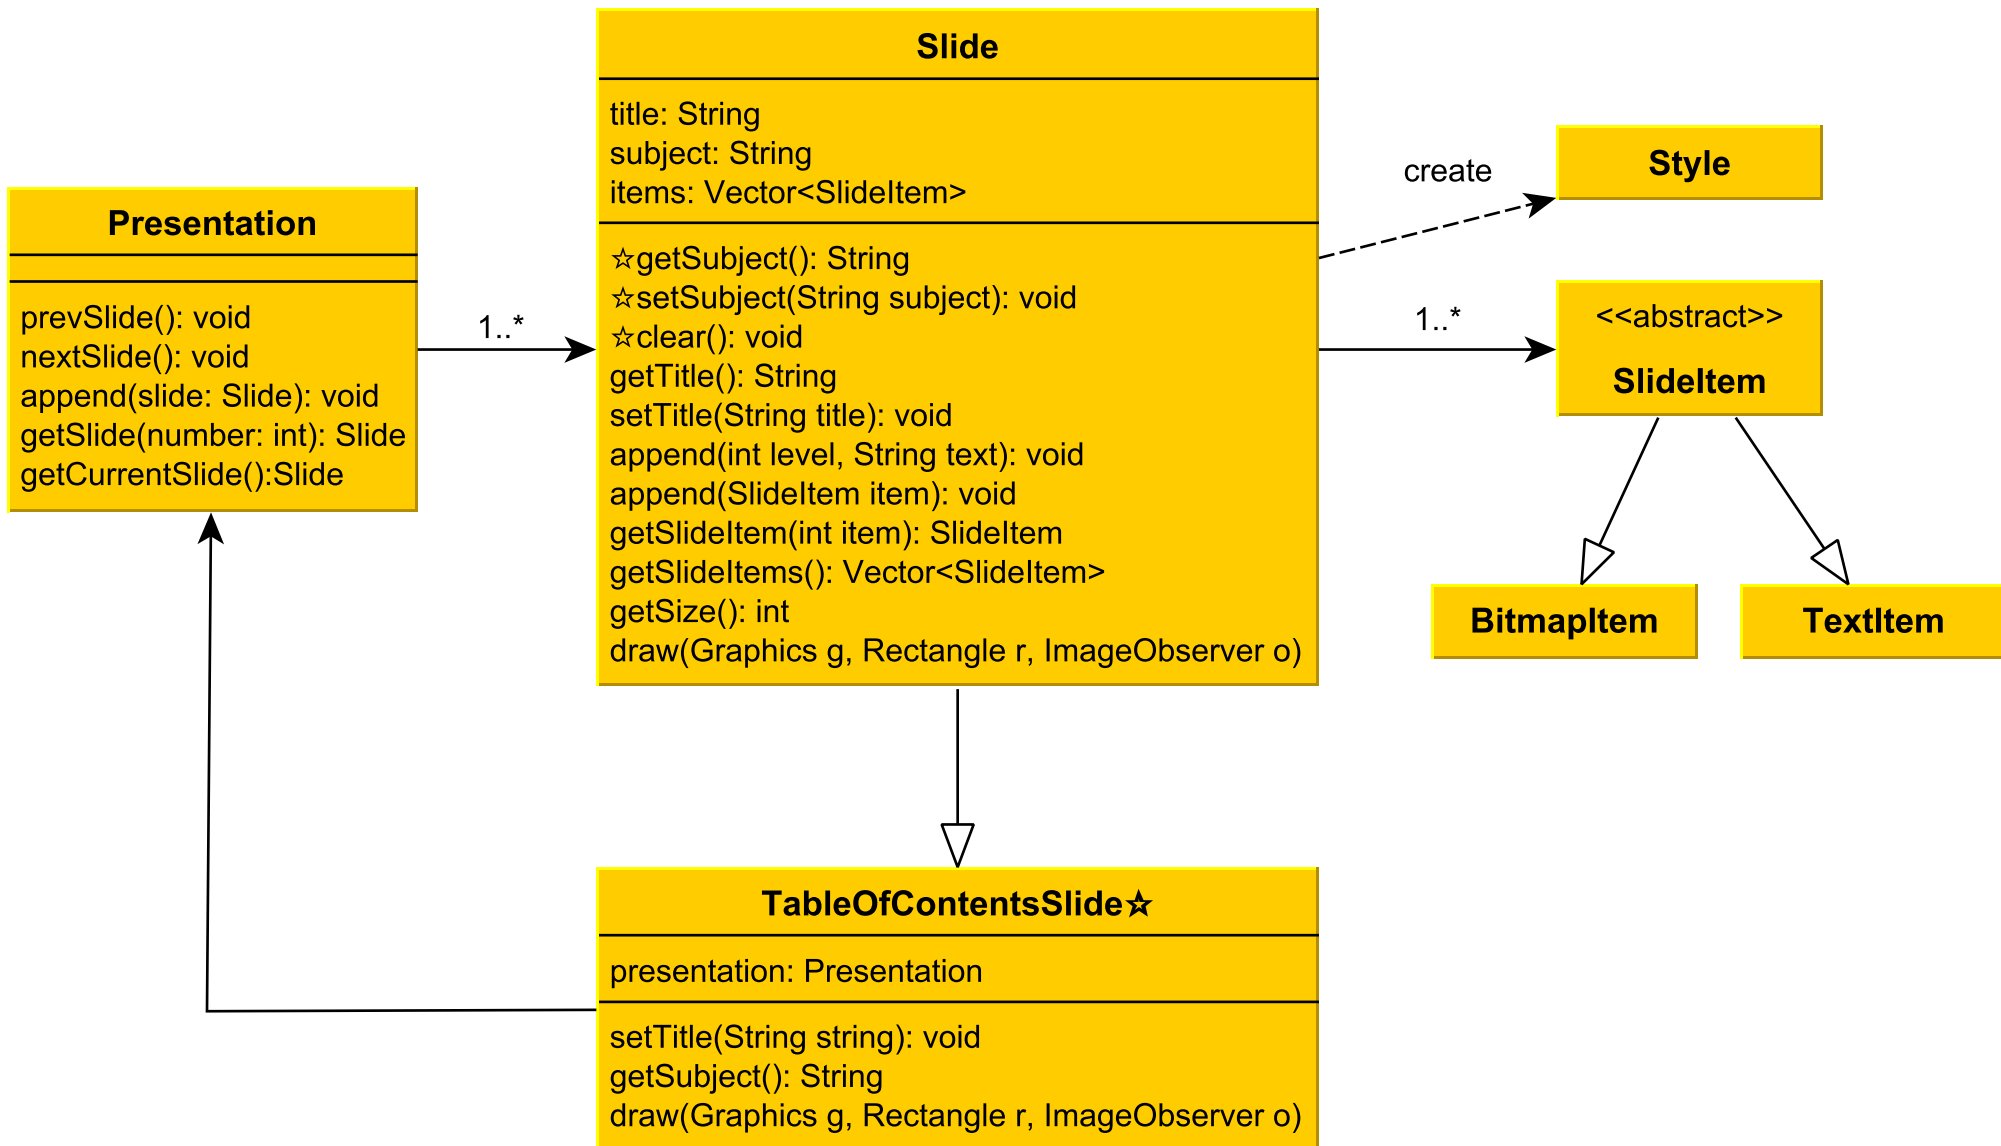 Presentation
prevSlide(): void
nextSlide(): void
append(slide: Slide): void
getSlide(number: int): Slide
getCurrentSlide():Slide
1..*
Slide
title: String
subject: String
items: Vector<SlideItem>
☆getSubject(): String
☆setSubject(String subject): void
☆clear(): void
getTitle(): String
setTitle(String title): void
append(int level, String text): void
append(SlideItem item): void
getSlideItem(int item): SlideItem
getSlideItems(): Vector<SlideItem>
getSize(): int
draw(Graphics g, Rectangle r, ImageObserver o)
create
Style
1..*
<<abstract>>
SlideItem
BitmapItem
TextItem
TableOfContentsSlide☆
presentation: Presentation
setTitle(String string): void
getSubject(): String
draw(Graphics g, Rectangle r, ImageObserver o)